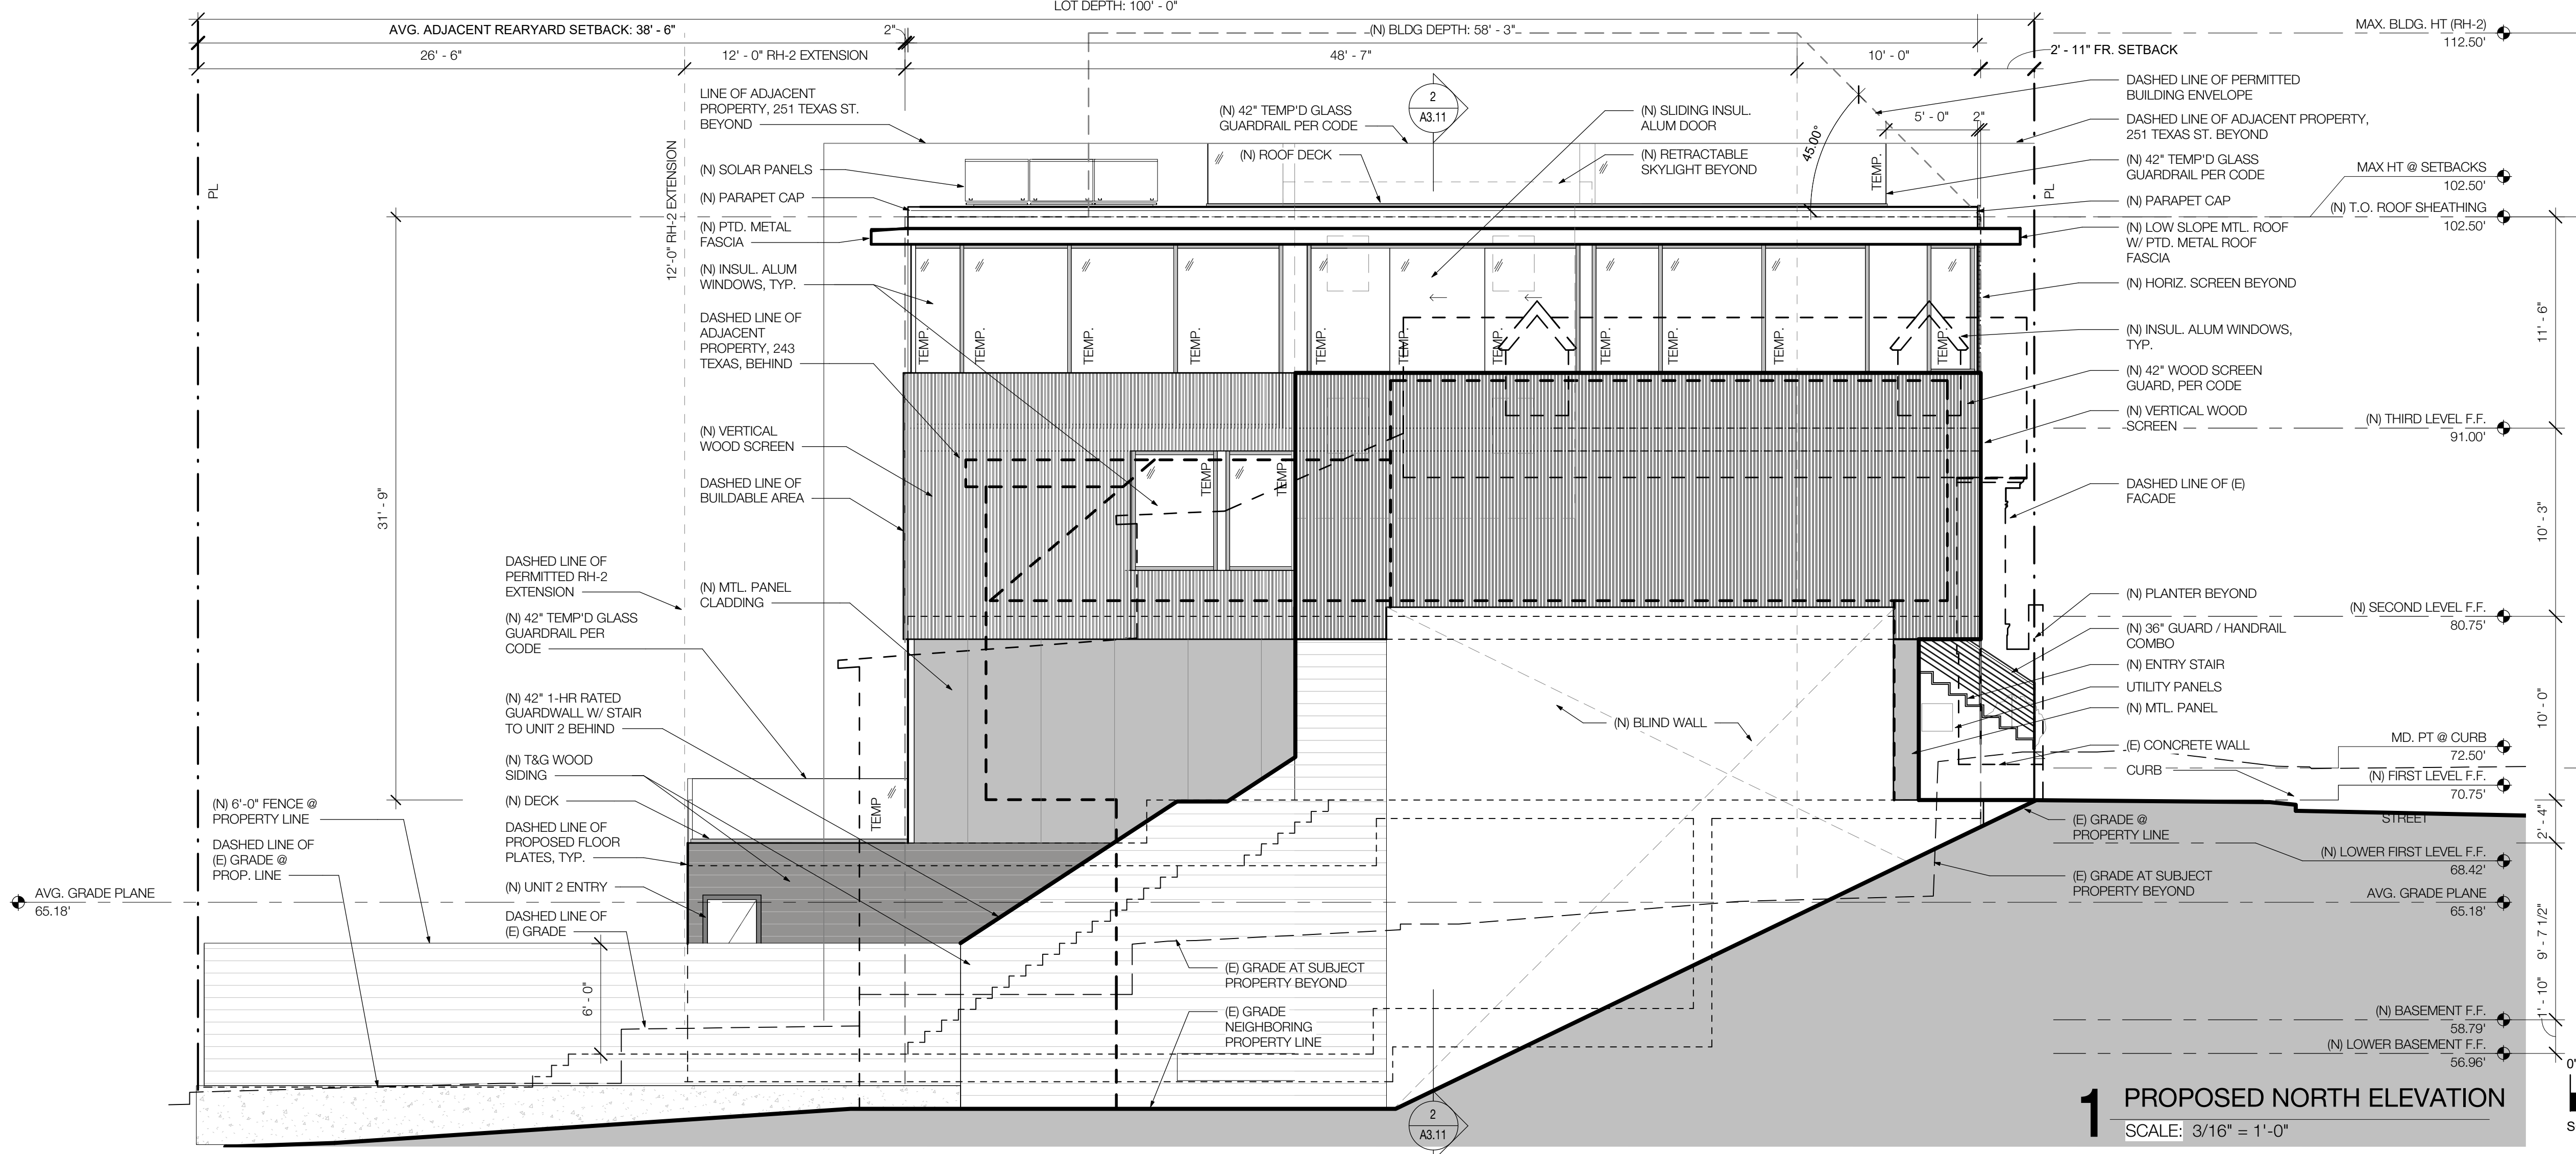 LOT DEPTH: 100' - 0"
AVG. ADJACENT REARYARD SETBACK: 38' - 6"
2"
(N) BLDG DEPTH: 58' - 3"
26' - 6"
12' - 0" RH-2 EXTENSION
48' - 7"
10' - 0"
2' - 11" FR. SETBACK
MAX. BLDG. HT (RH-2)
112.50'
LINE OF ADJACENT
PROPERTY, 251 TEXAS ST.
BEYOND
(N) SOLAR PANELS
(N) PARAPET CAP
(N) PTD. METAL
FASCIA
(N) INSUL. ALUM
WINDOWS, TYP.
DASHED LINE OF
ADJACENT
PROPERTY, 243
TEXAS, BEHIND
(N) VERTICAL
WOOD SCREEN
DASHED LINE OF
BUILDABLE AREA
(N) MTL. PANEL
CLADDING
PL
12'-0" RH-2 EXTENSION
31' - 9"
(N) 42" TEMP'D GLASS
GUARDRAIL PER CODE
(N) ROOF DECK
2
A3.11
(N) SLIDING INSUL.
ALUM DOOR
(N) RETRACTABLE
SKYLIGHT BEYOND
45.00°
TEMP.
5' - 0"
2"
PL
TEMP.
TEMP.
TEMP.
TEMP.
TEMP.
TEMP.
TEMP.
TEMP.
TEMP.
TEMP.
TEMP.
TEMP.
TEMP.
DASHED LINE OF PERMITTED
BUILDING ENVELOPE
DASHED LINE OF ADJACENT PROPERTY,
251 TEXAS ST. BEYOND
(N) 42" TEMP'D GLASS
GUARDRAIL PER CODE
(N) PARAPET CAP
(N) LOW SLOPE MTL. ROOF
W/ PTD. METAL ROOF
FASCIA
(N) HORIZ. SCREEN BEYOND
(N) INSUL. ALUM WINDOWS,
TYP.
(N) 42" WOOD SCREEN
GUARD, PER CODE
(N) VERTICAL WOOD
SCREEN
DASHED LINE OF (E)
FACADE
(N) PLANTER BEYOND
(N) 36" GUARD / HANDRAIL
COMBO
(N) ENTRY STAIR
UTILITY PANELS
(N) MTL. PANEL
(E) CONCRETE WALL
CURB
MAX HT @ SETBACKS
102.50'
(N) T.O. ROOF SHEATHING
102.50'
(N) THIRD LEVEL F.F.
91.00'
(N) SECOND LEVEL F.F.
80.75'
MD. PT @ CURB
72.50'
(N) FIRST LEVEL F.F.
70.75'
STREET
(N) LOWER FIRST LEVEL F.F.
68.42'
AVG. GRADE PLANE
65.18'
(N) BASEMENT F.F.
58.79'
(N) LOWER BASEMENT F.F.
56.96'
11' - 6"
10' - 3"
10' - 0"
2' - 4"
9' - 7 1/2"
1' - 10"
DASHED LINE OF
PERMITTED RH-2
EXTENSION
(N) 42" TEMP'D GLASS
GUARDRAIL PER
CODE
(N) 42" 1-HR RATED
GUARDWALL W/ STAIR
TO UNIT 2 BEHIND
(N) T&G WOOD
SIDING
(N) DECK
DASHED LINE OF
PROPOSED FLOOR
PLATES, TYP.
(N) UNIT 2 ENTRY
DASHED LINE OF
(E) GRADE
TEMP
(N) 6'-0" FENCE @
PROPERTY LINE
DASHED LINE OF
(E) GRADE @
PROP. LINE
AVG. GRADE PLANE
65.18'
6' - 0"
(N) BLIND WALL
(E) GRADE @
PROPERTY LINE
(E) GRADE AT SUBJECT
PROPERTY BEYOND
(E) GRADE AT SUBJECT
PROPERTY BEYOND
(E) GRADE
NEIGHBORING
PROPERTY LINE
2
A3.11
1 PROPOSED NORTH ELEVATION
SCALE: 3/16" = 1'-0"